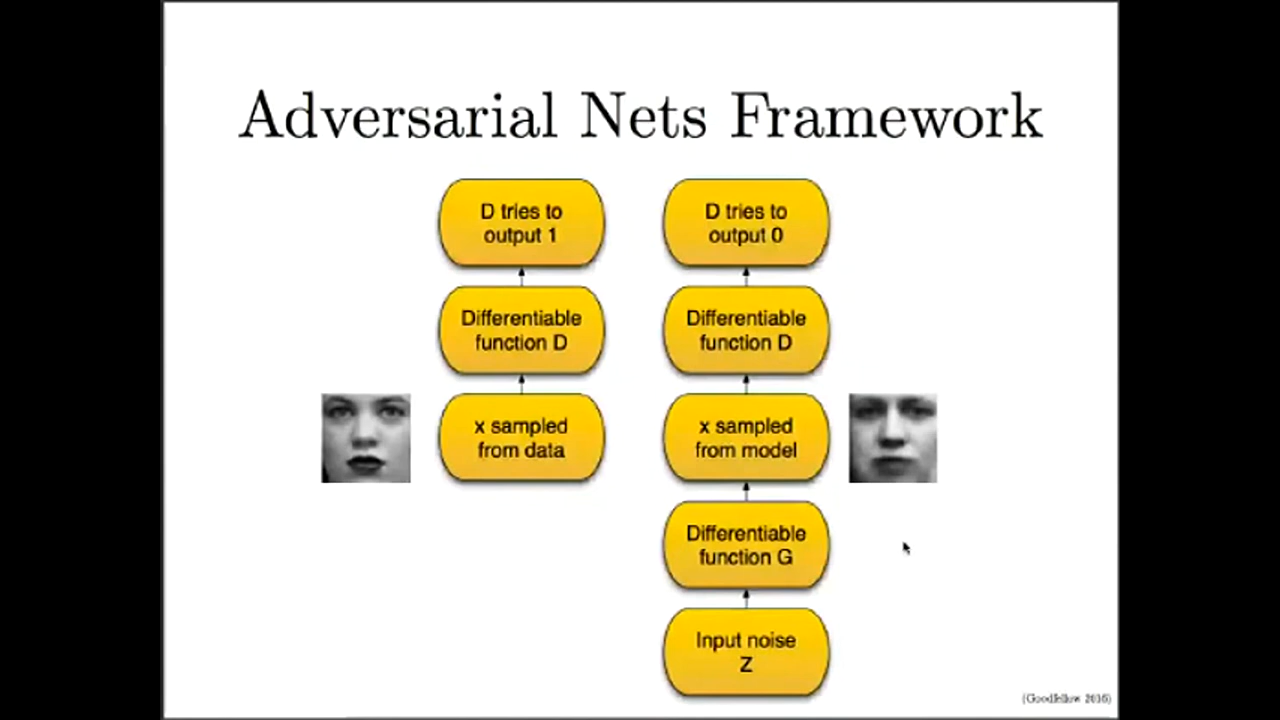 Adversarial Nets Framework
D tries to
output 1
D tries to
output 0
Differentiable
function D
Differentiable
function D
x sampled
from data
x sampled
from model
Differentiable
function G
Input noise
Z
(Goodfellow 2016)